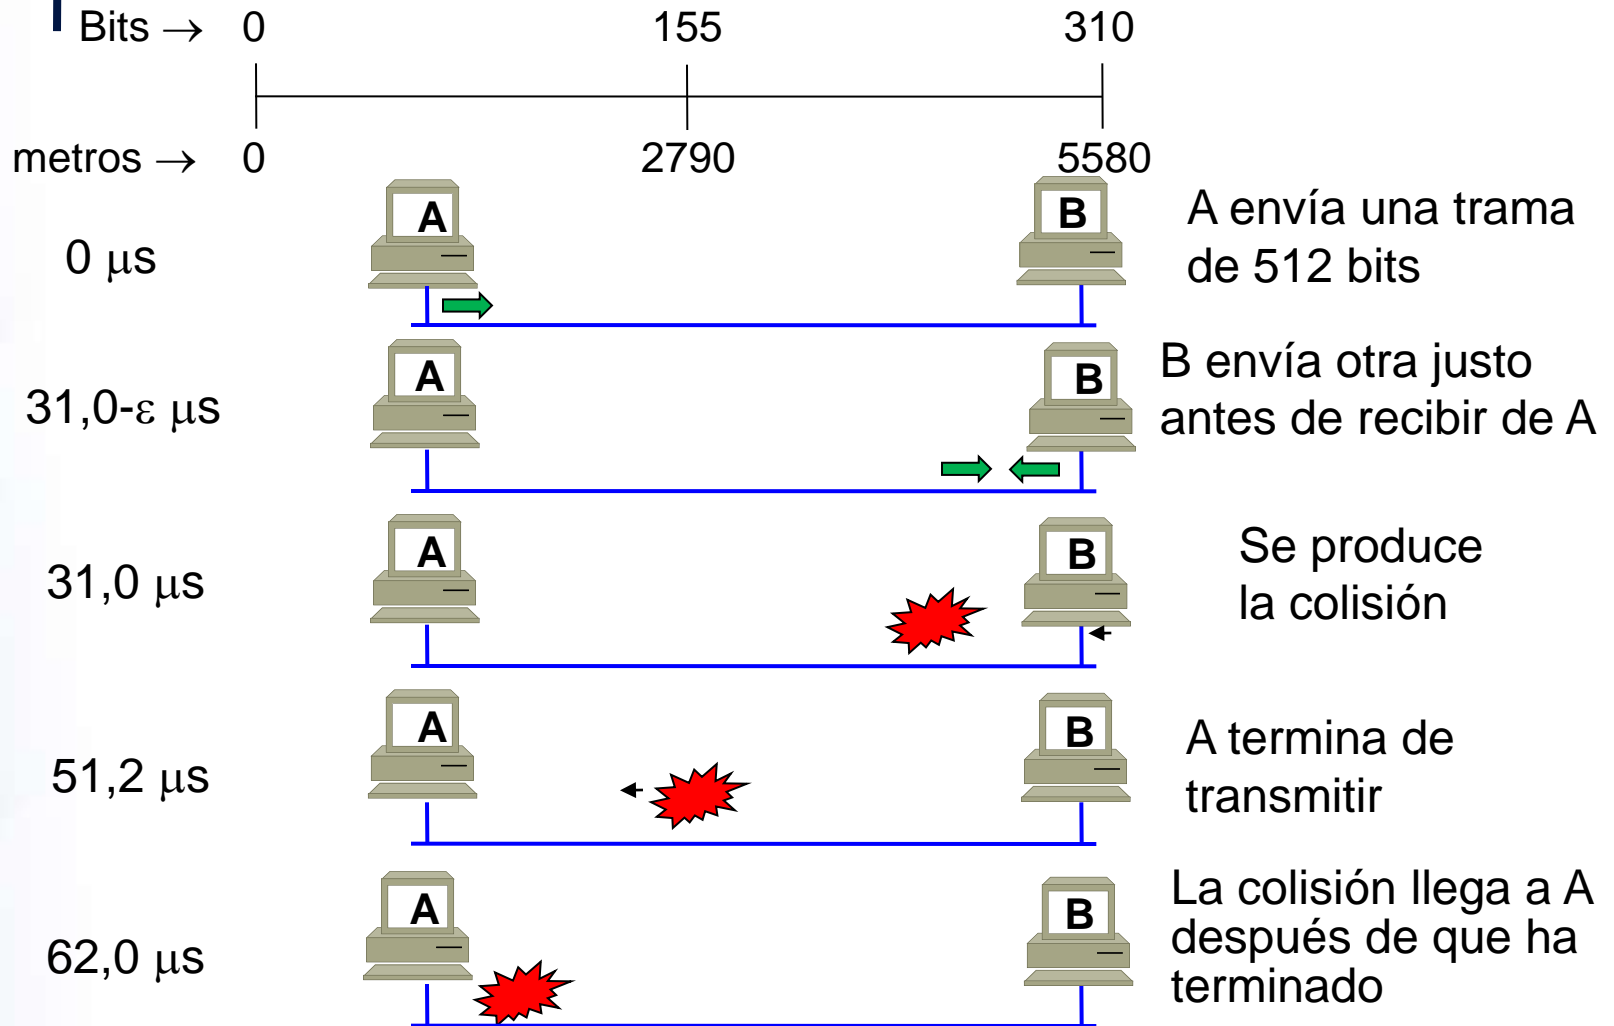 Bits → 0 155 310
metros → 0 2790 5580
A B
0 μs
A envía una trama
de 512 bits
A B
31,0-ε μs
B envía otra justo
antes de recibir de A
A B
31,0 μs
Se produce
la colisión
A B
51,2 μs
A termina de
transmitir
A B
62,0 μs
La colisión llega a A
después de que ha
terminado